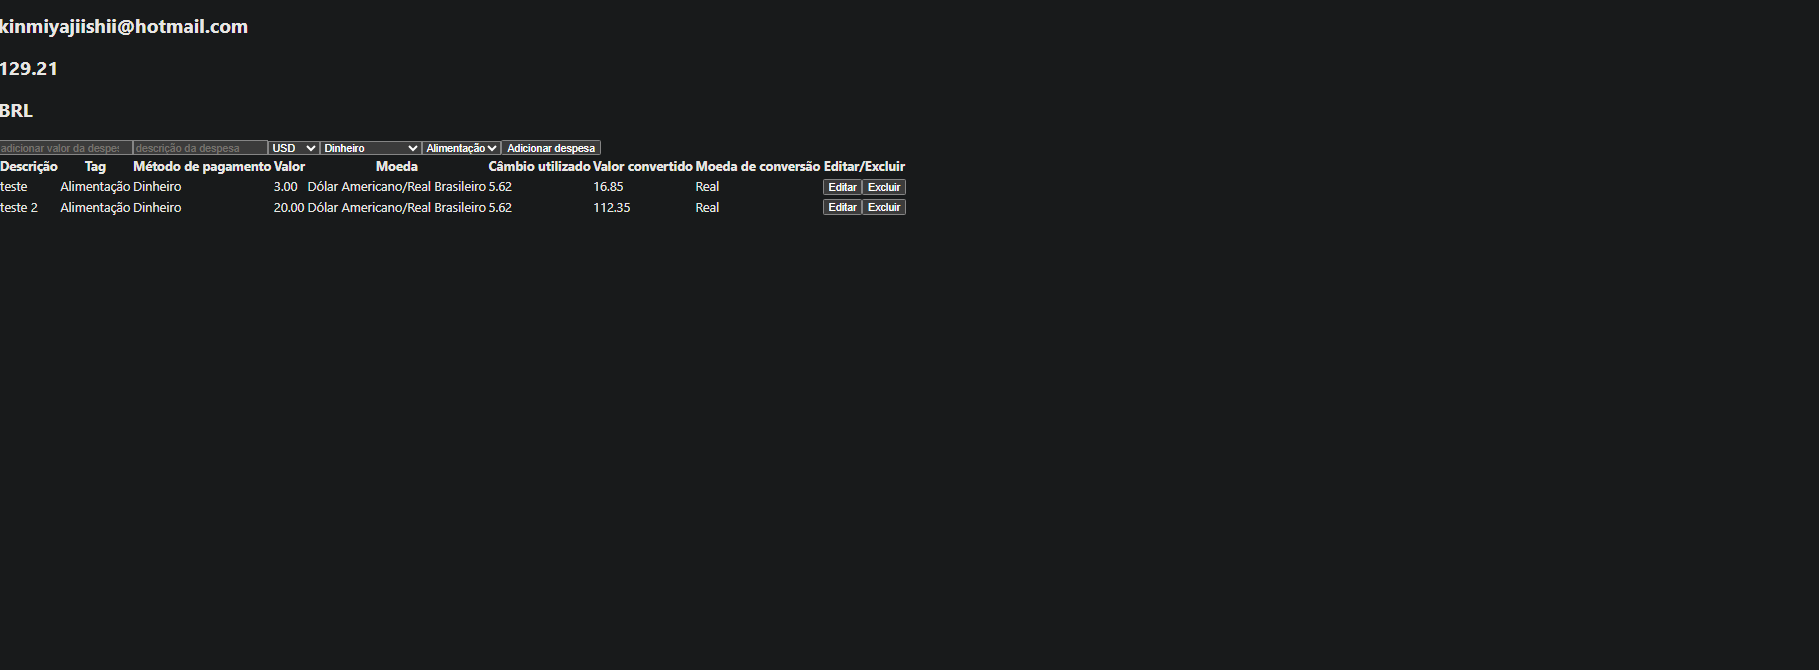 kinmiyajiishii@hotmail.com
129.21
BRL
adicionar valor da despe: descrição da despesa USD Dinheiro Alimentação Adicionar despesa
Descrição Tag Método de pagamento Valor Moeda Câmbio utilizado Valor convertido Moeda de conversão Editar/Excluir
teste Alimentação Dinheiro 3.00 Dólar Americano/Real Brasileiro 5.62 16.85 Real Editar Excluir
teste 2 Alimentação Dinheiro 20.00 Dólar Americano/Real Brasileiro 5.62 112.35 Real Editar Excluir